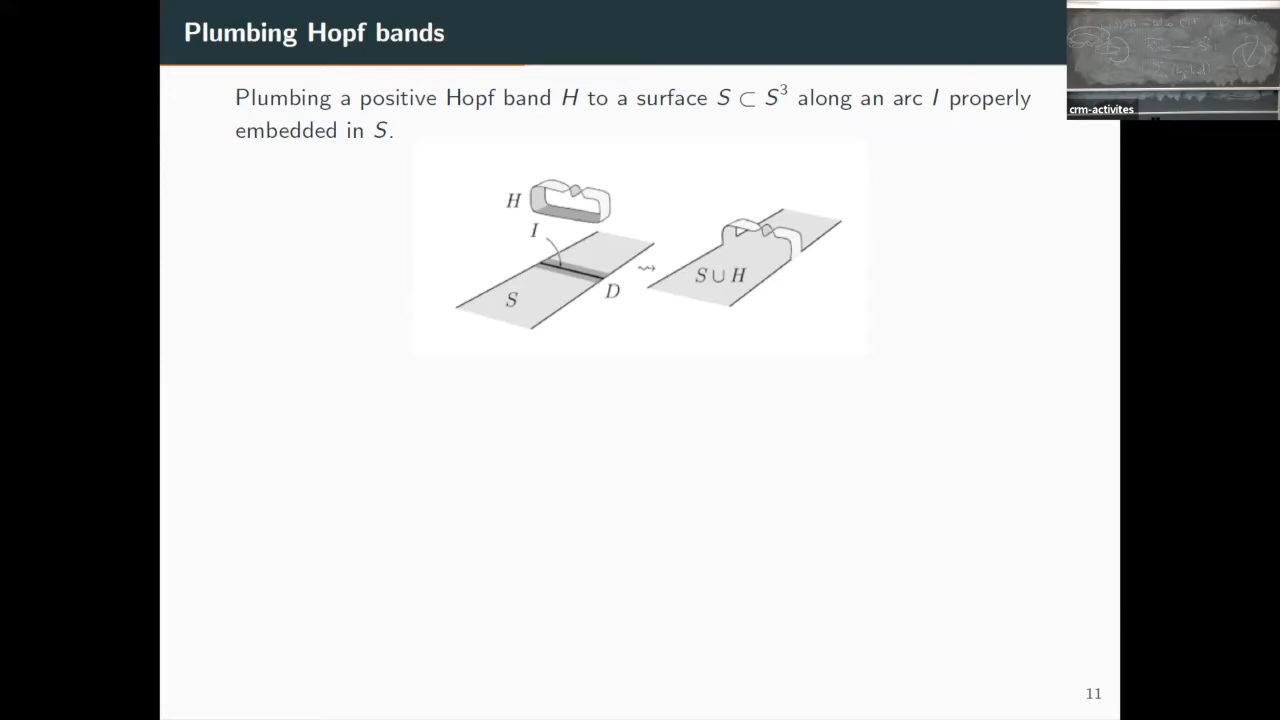 Plumbing Hopf bands
Plumbing a positive Hopf band H to a surface S ⊂ S³ along an arc I properly
embedded in S.
H
I
S
D
⇝
S ∪ H
crm-activites
11